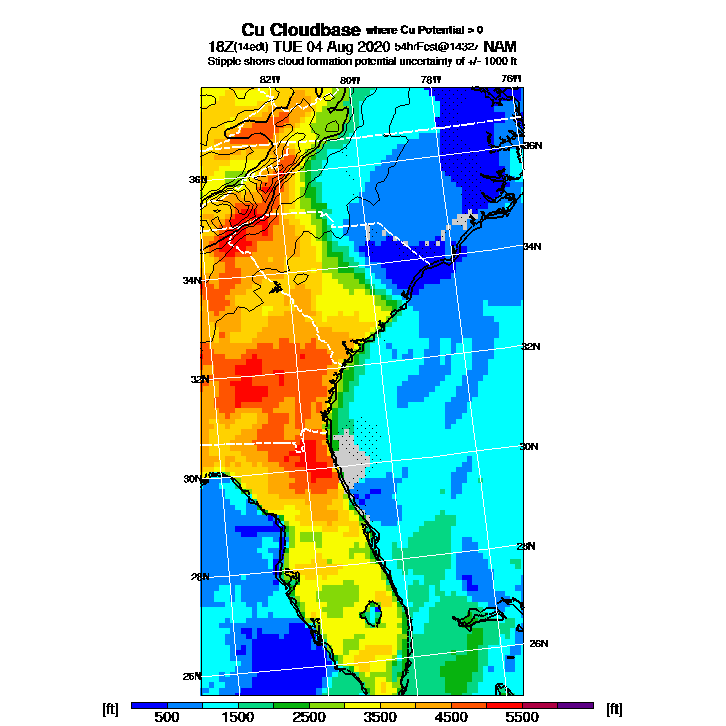 Cu Cloudbase where Cu Potential > 0
18Z(14edt) TUE 04 Aug 2020 54hrFcst@1432z NAM
Stipple shows cloud formation potential uncertainty of +/- 1000 ft
82W 80W 78W 76W
36N
36N
34N
34N
32N
32N
30N
30N
28N
28N
26N
26N
[ft] [ft]
500 1500 2500 3500 4500 5500